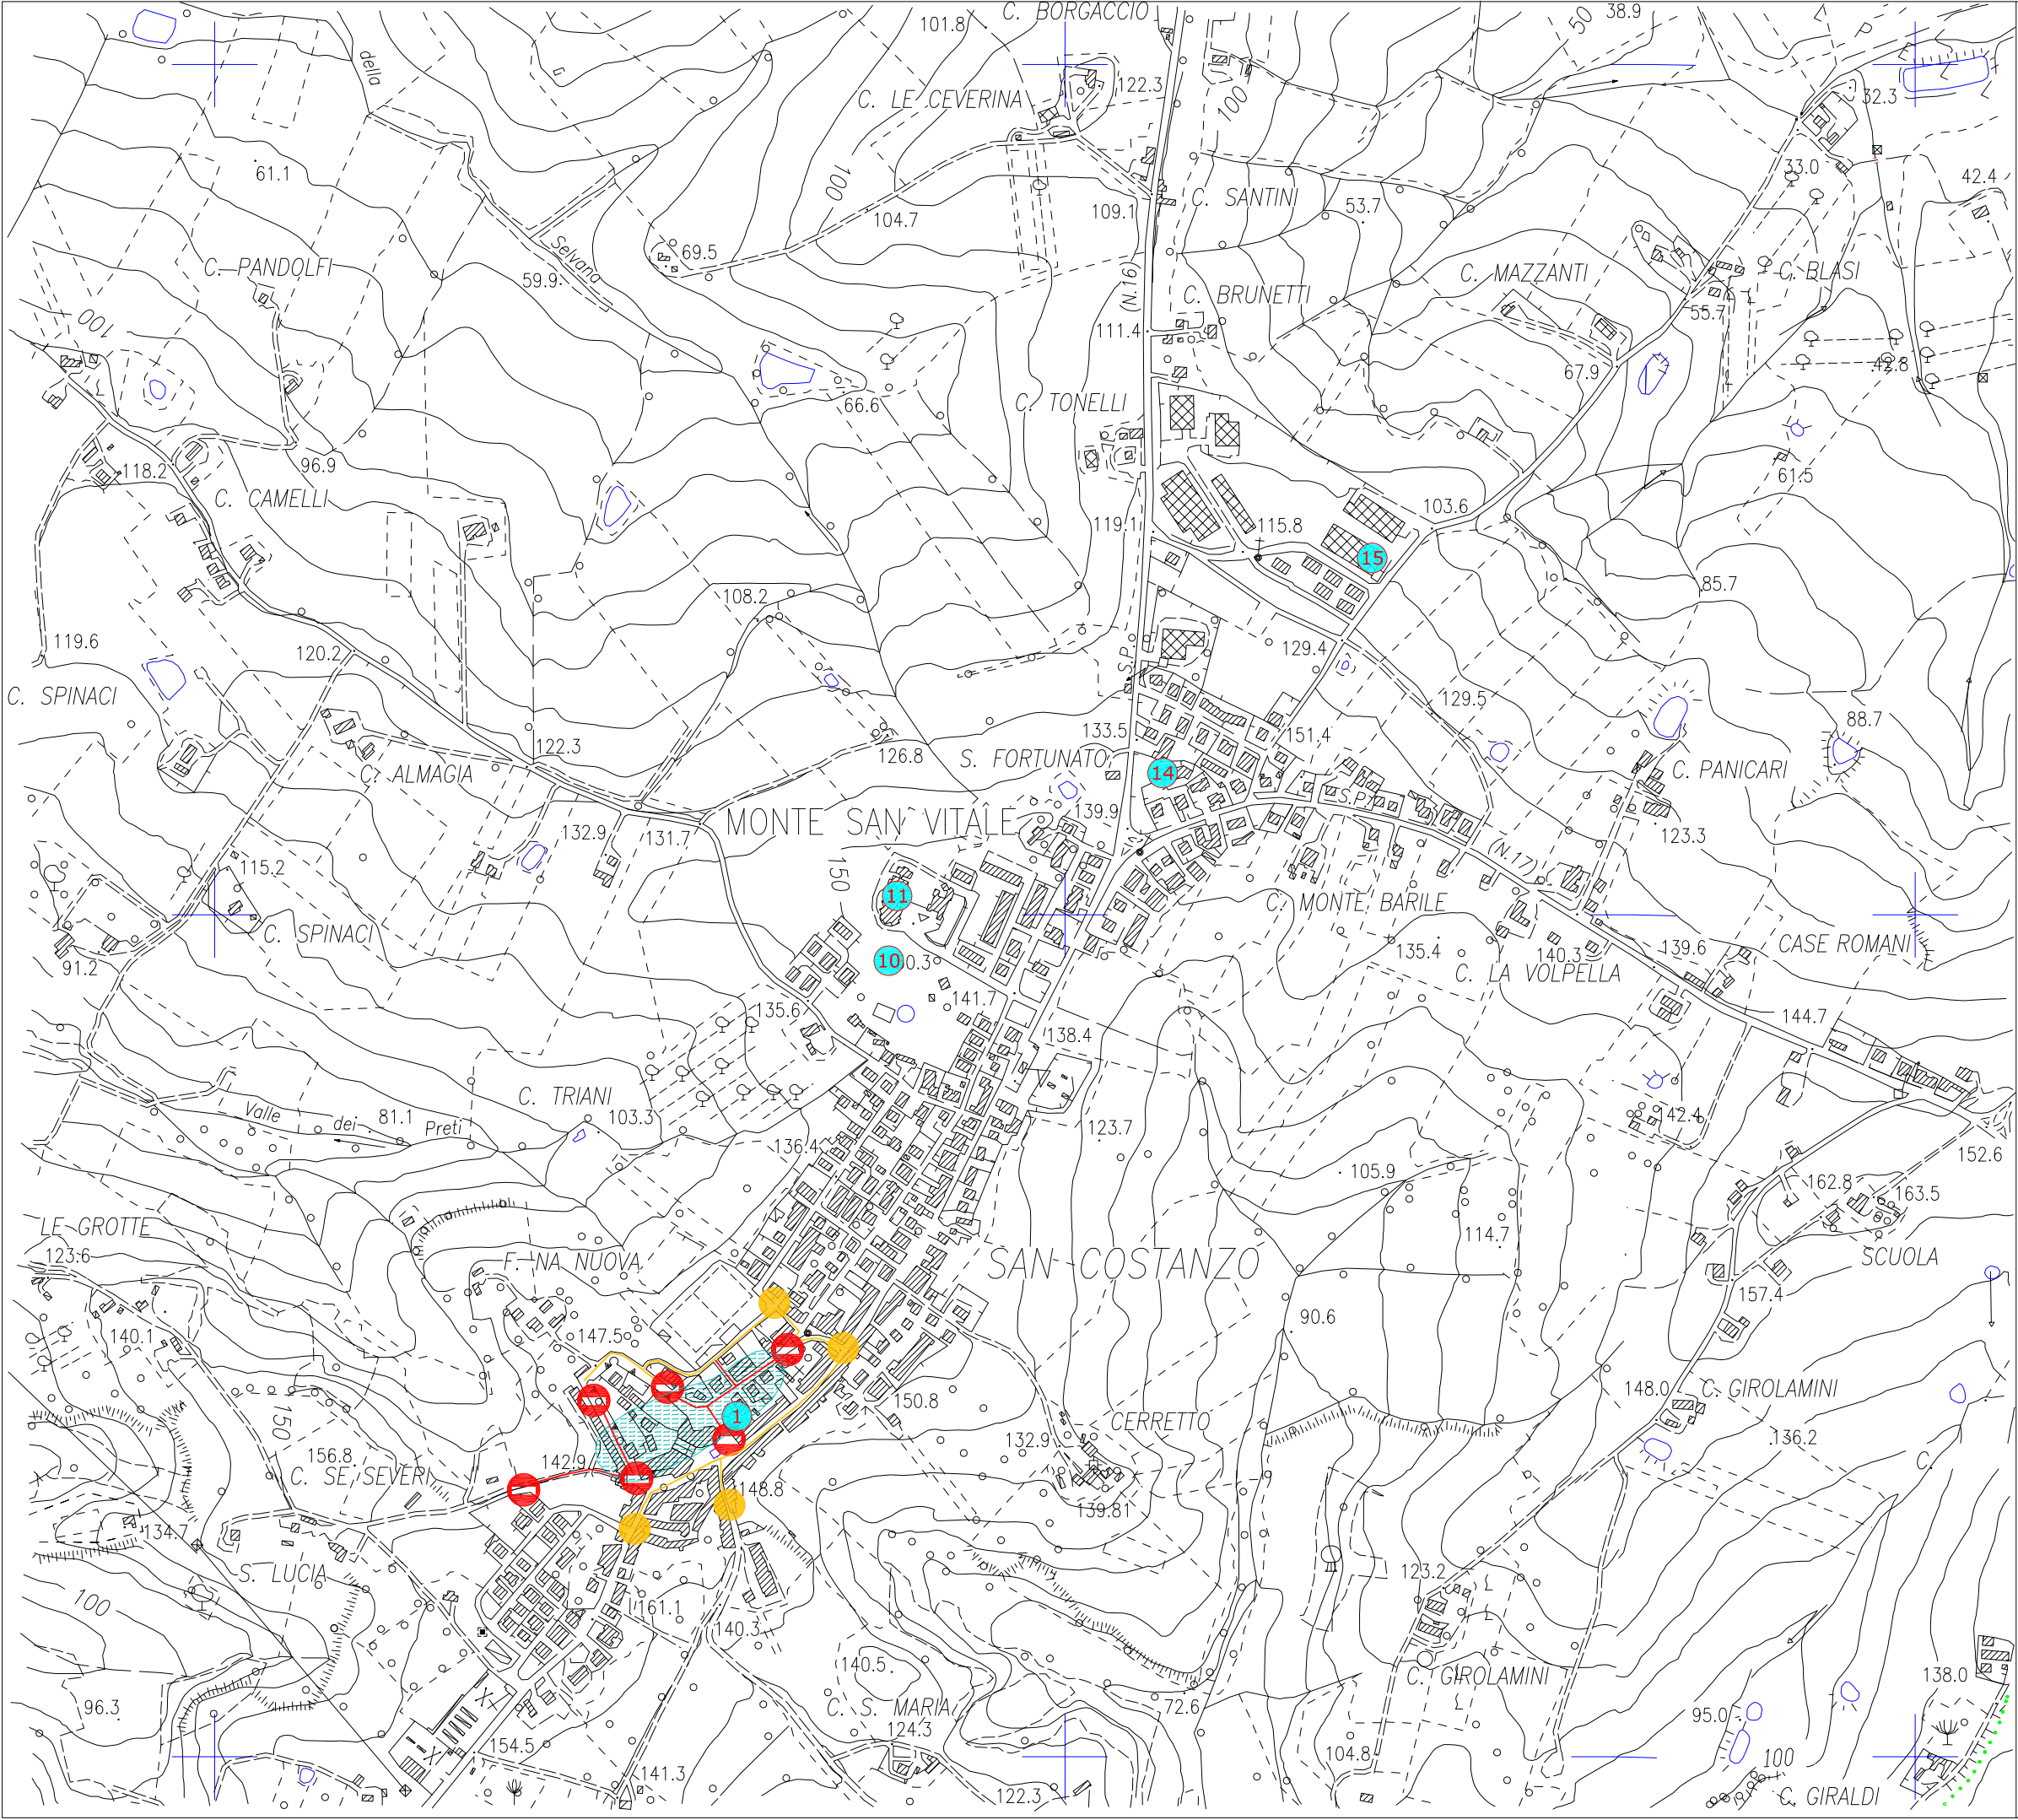 C. BORGACCIO
101.8
38.9
50
della
122.3
C. LE CEVERINA
100
32.3
61.1
33.0
42.4
100
104.7
109.1
C. SANTINI
53.7
69.5
Selvana
59.9
C. PANDOLFI
(N.16)
C. BRUNETTI
C. MAZZANTI
C. BLASI
55.7
100
111.4
67.9
42.8
66.6
C. TONELLI
118.2
96.9
C. CAMELLI
61.5
103.6
119.1
115.8
15
85.7
108.2
119.6
120.2
S.P.
129.4
129.5
C. SPINACI
88.7
122.3
126.8
133.5
151.4
C. ALMAGIA
S. FORTUNATO
14
C. PANICARI
S.P.
139.9
MONTE SAN VITALE
132.9
131.7
123.3
(N.17)
150
115.2
11
C. MONTE BARILE
C. SPINACI
91.2
10
0.3
135.4
140.3
139.6
CASE ROMANI
C. LA VOLPELLA
141.7
135.6
138.4
144.7
C. TRIANI
103.3
81.1
Valle dei Preti
123.7
142.4
136.4
105.9
152.6
162.8
163.5
LE GROTTE
123.6
114.7
F. NA NUOVA
SAN COSTANZO
SCUOLA
157.4
90.6
140.1
147.5
148.0
C. GIROLAMINI
150.8
150
1
CERRETTO
132.9
136.2
156.8
142.9
C. SE SEVERI
C.
148.8
139.81
134.7
S. LUCIA
123.2
100
161.1
140.3
140.5
C. GIROLAMINI
138.0
96.3
C. S. MARIA
72.6
95.0
124.3
154.5
104.8
100
141.3
122.3
C. GIRALDI